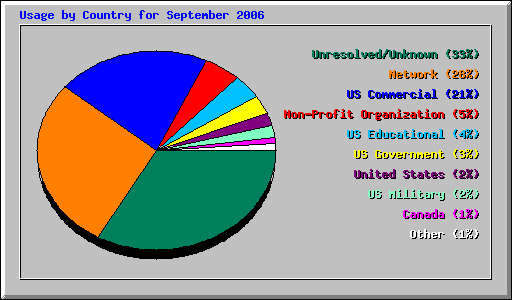 Usage by Country for September 2006
Unresolved/Unknown (33%)
Network (28%)
US Commercial (21%)
Non-Profit Organization (5%)
US Educational (4%)
US Government (3%)
United States (2%)
US Military (2%)
Canada (1%)
Other (1%)